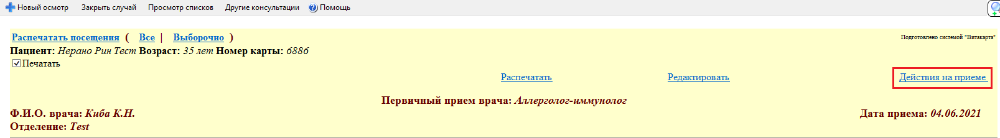 Новый осмотр Закрыть случай Просмотр списков Другие консультации Помощь
Распечатать посещения ( Все | Выборочно ) Подготовлено системой "Витакарта"
Пациент: Нерано Рин Тест Возраст: 35 лет Номер карты: 6886
Печатать
Распечатать Редактировать Действия на приеме
Первичный прием врача: Аллерголог-иммунолог
Ф.И.О. врача: Киба К.Н. Дата приема: 04.06.2021
Отделение: Test